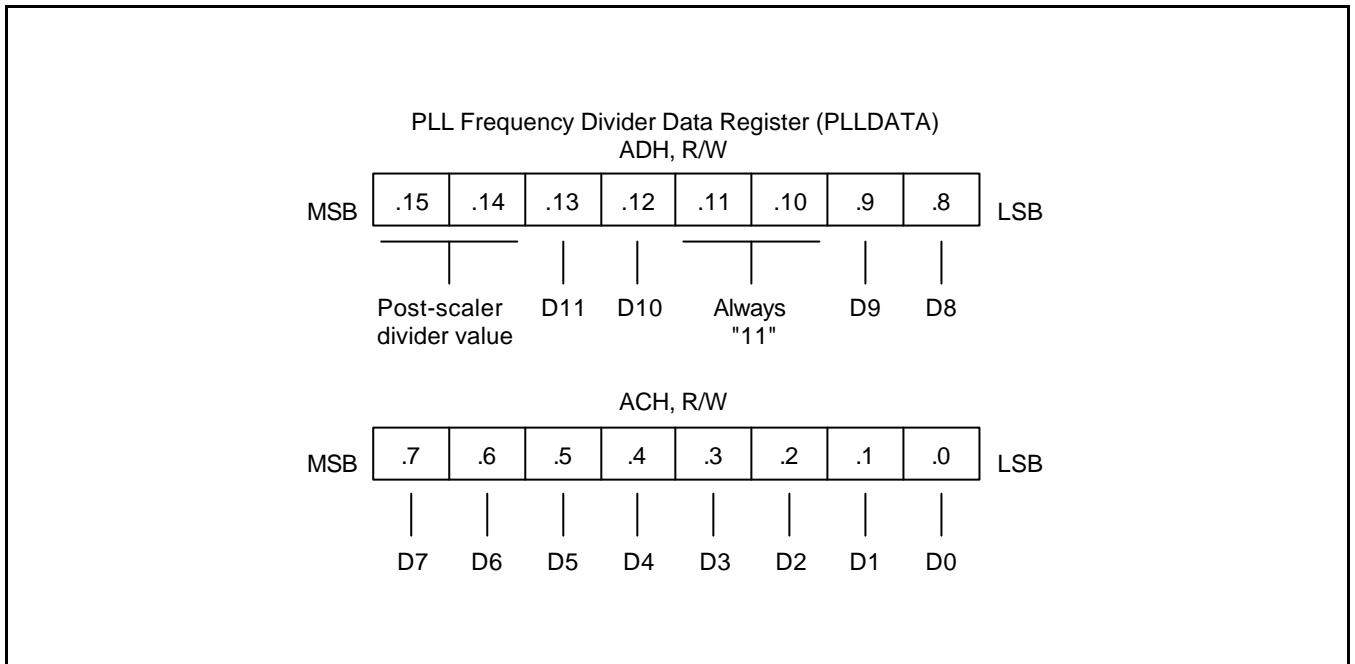 PLL Frequency Divider Data Register (PLLDATA)
ADH, R/W
MSB .15 .14 .13 .12 .11 .10 .9 .8 LSB
Post-scaler D11 D10 Always D9 D8
divider value "11"
ACH, R/W
MSB .7 .6 .5 .4 .3 .2 .1 .0 LSB
D7 D6 D5 D4 D3 D2 D1 D0